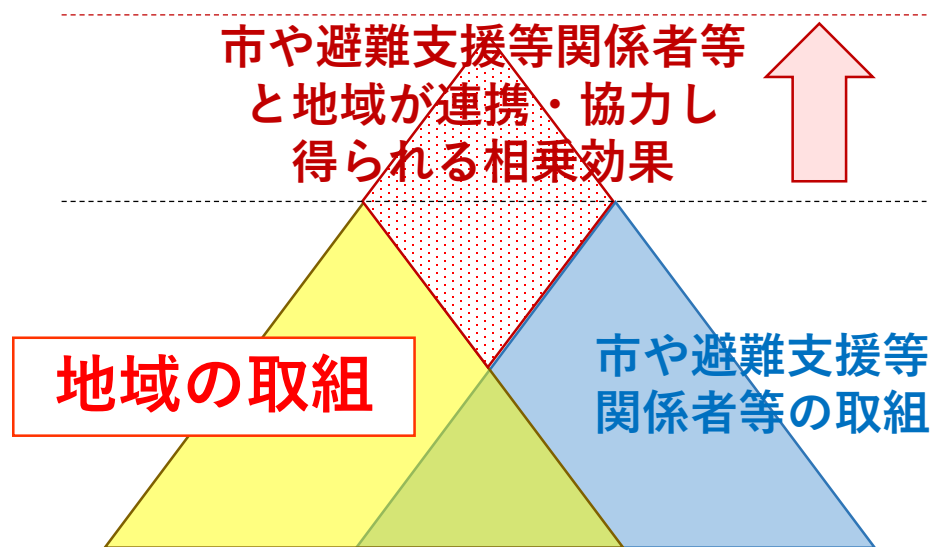 市や避難支援等関係者等
と地域が連携・協力し
得られる相乗効果
地域の取組
市や避難支援等
関係者等の取組